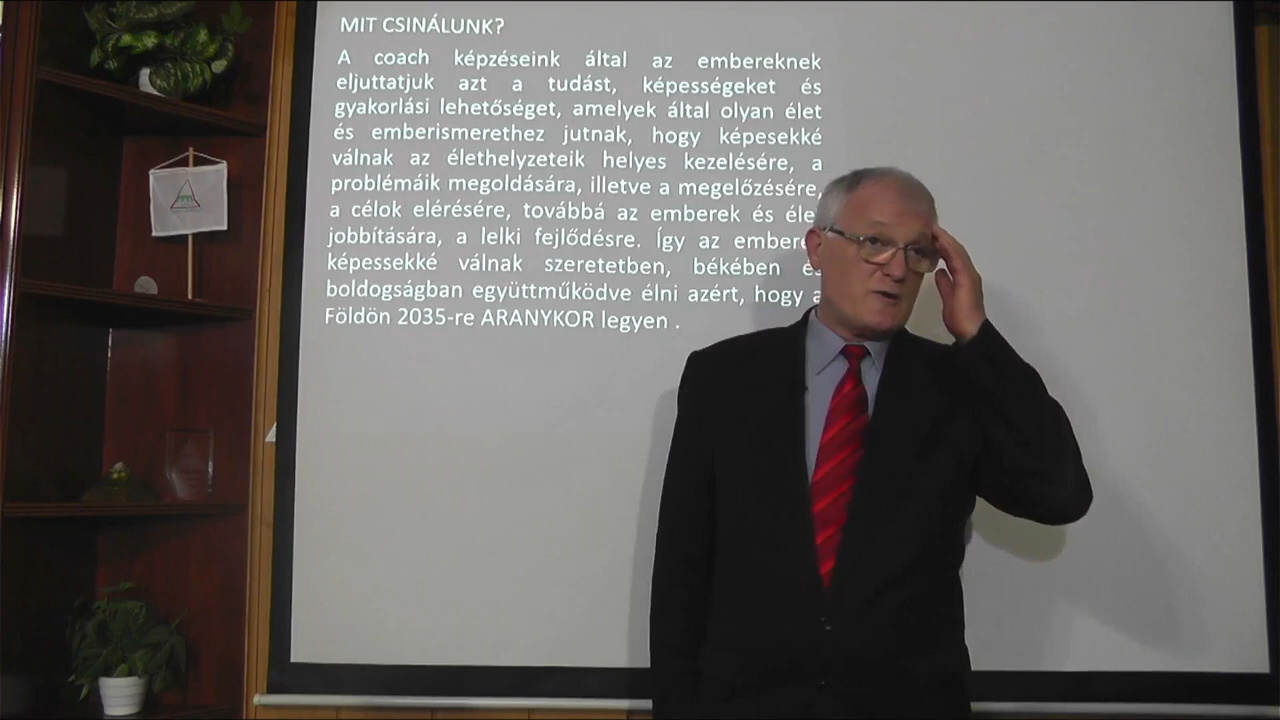 MIT CSINÁLUNK?
A coach képzéseink által az embereknek
eljuttatjuk azt a tudást, képességeket és
gyakorlási lehetőséget, amelyek által olyan élet
és emberismerethez jutnak, hogy képesekké
válnak az élethelyzeteik helyes kezelésére, a
problémáik megoldására, illetve a megelőzésére,
a célok elérésére, továbbá az emberek és
jobbítására, a lelki fejlődésre. Így az
képessekké válnak szeretetben, békében
boldogságban együttműködve élni azért, hogy a
Földön 2035-re ARANYKOR legyen .